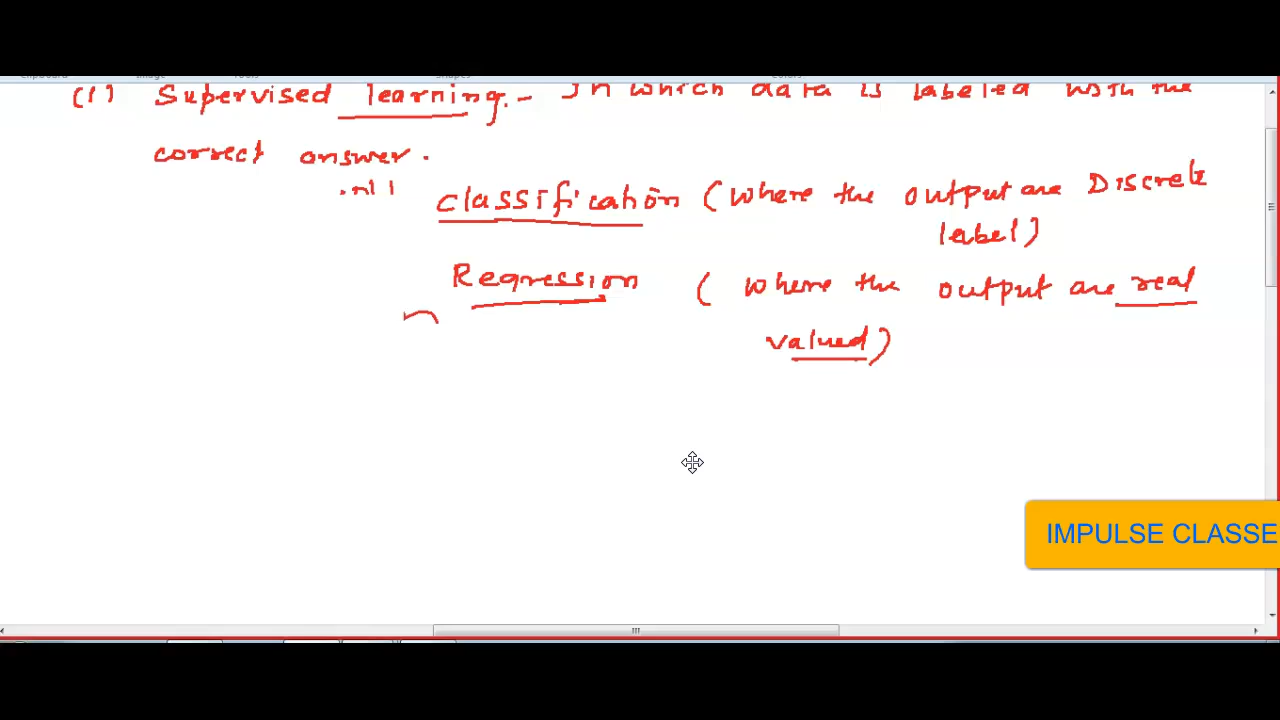 (1) Supervised learning. - In which data is labeled with the
correct answer.
Classification (Where the output are Discrete
label)
Regression ( Where the output are real
valued)
IMPULSE CLASSE